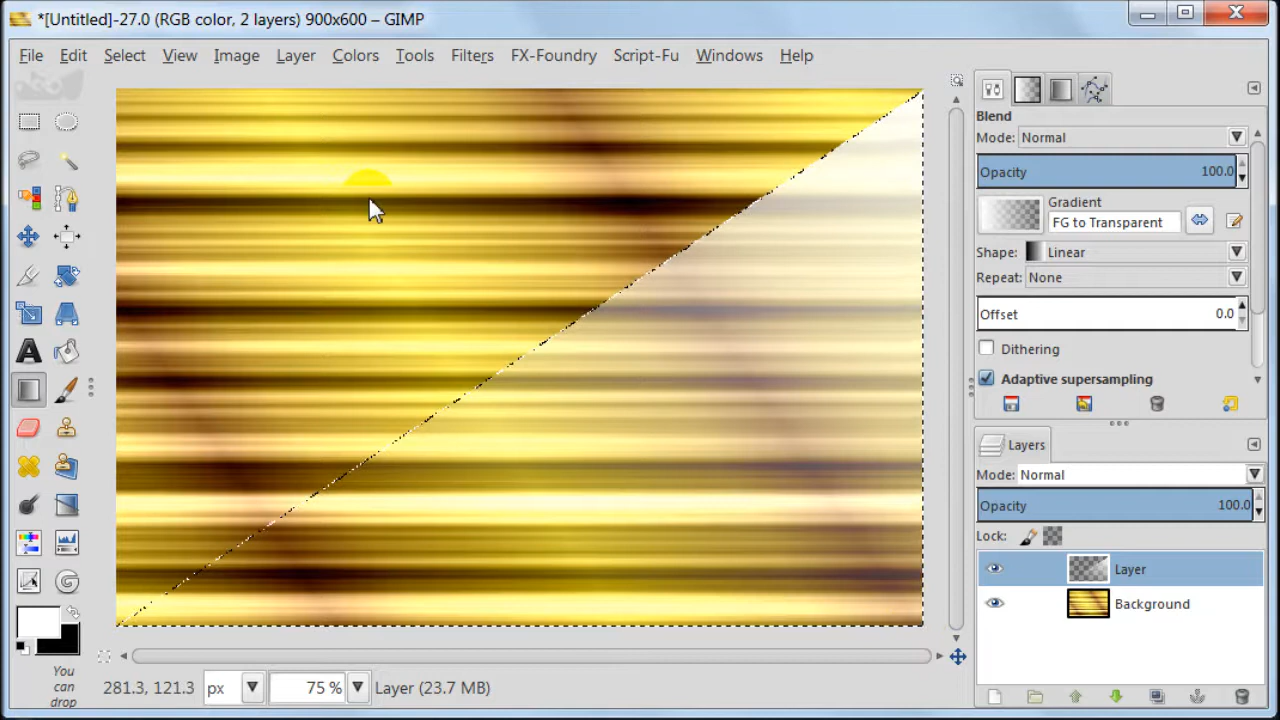 *[Untitled]-27.0 (RGB color, 2 layers) 900x600 – GIMP
File Edit Select View Image Layer Colors Tools Filters FX-Foundry Script-Fu Windows Help
Blend
Mode: Normal
Opacity 100.0
Gradient
FG to Transparent
Shape: Linear
Repeat: None
Offset 0.0
Dithering
Adaptive supersampling
Layers
Mode: Normal
Opacity 100.0
Lock:
Layer
Background
You
can
drop
281.3, 121.3 px 75 % Layer (23.7 MB)